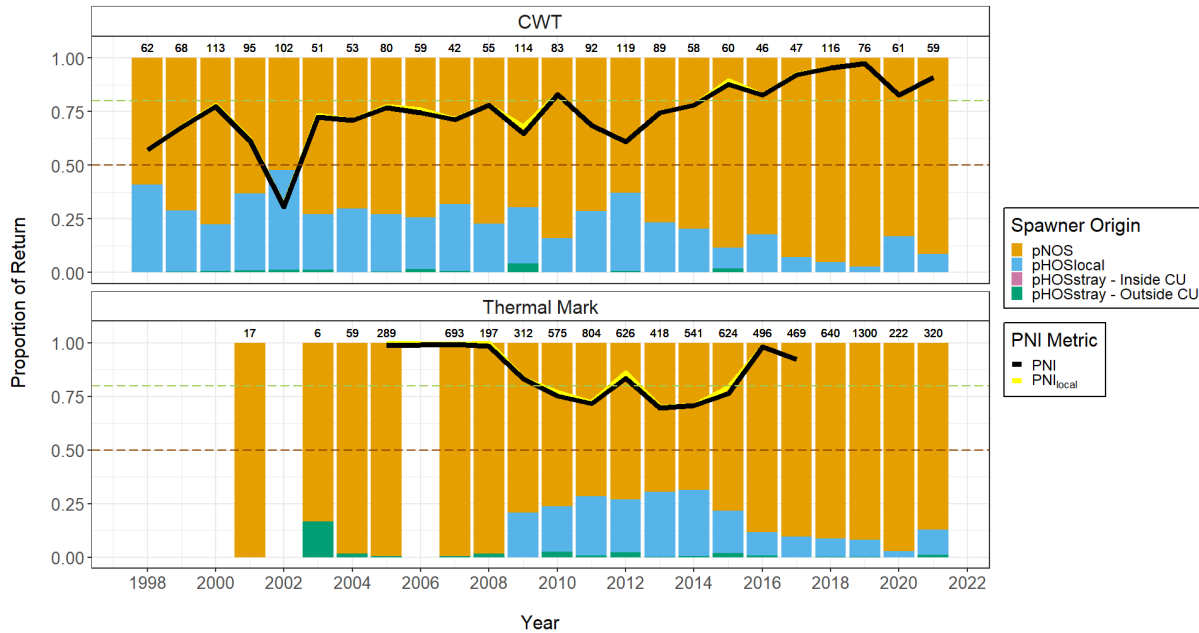 CWT
62 68 113 95 102 51 53 80 59 42 55 114 83 92 119 89 58 60 46 47 116 76 61 59
1.00
0.75
0.50
0.25
0.00
Thermal Mark
17 6 59 289 693 197 312 575 804 626 418 541 624 496 469 640 1300 222 320
1.00
0.75
0.50
0.25
0.00
1998 2000 2002 2004 2006 2008 2010 2012 2014 2016 2018 2020 2022
Year
Proportion of Return
Spawner Origin
pNOS
pHOSlocal
pHOSstray - Inside CU
pHOSstray - Outside CU
PNI Metric
PNI
PNIlocal